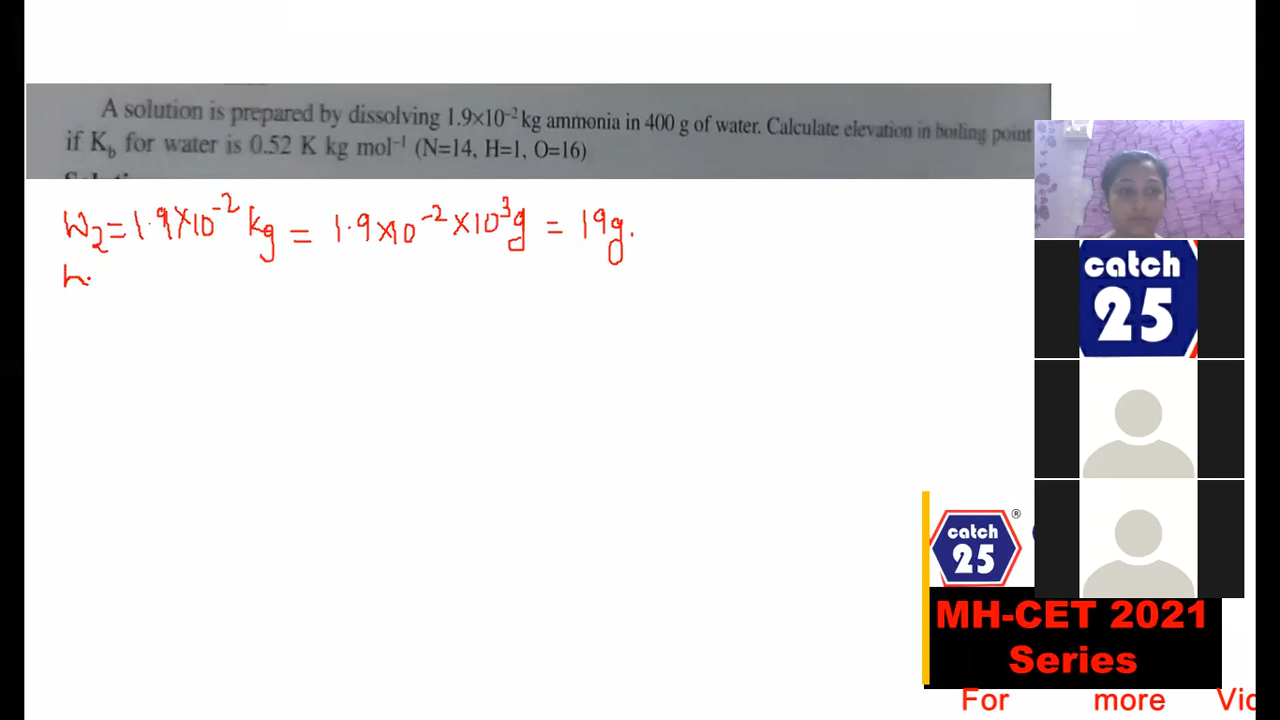 A solution is prepared by dissolving 1.9×10⁻² kg ammonia in 400 g of water. Calculate elevation in boiling point
if K_b for water is 0.52 K kg mol⁻¹ (N=14, H=1, O=16)
W₂ = 1.9×10⁻² kg = 1.9×10⁻² ×10³g = 19g.
catch
25
catch
25
®
MH-CET 2021
Series
For more